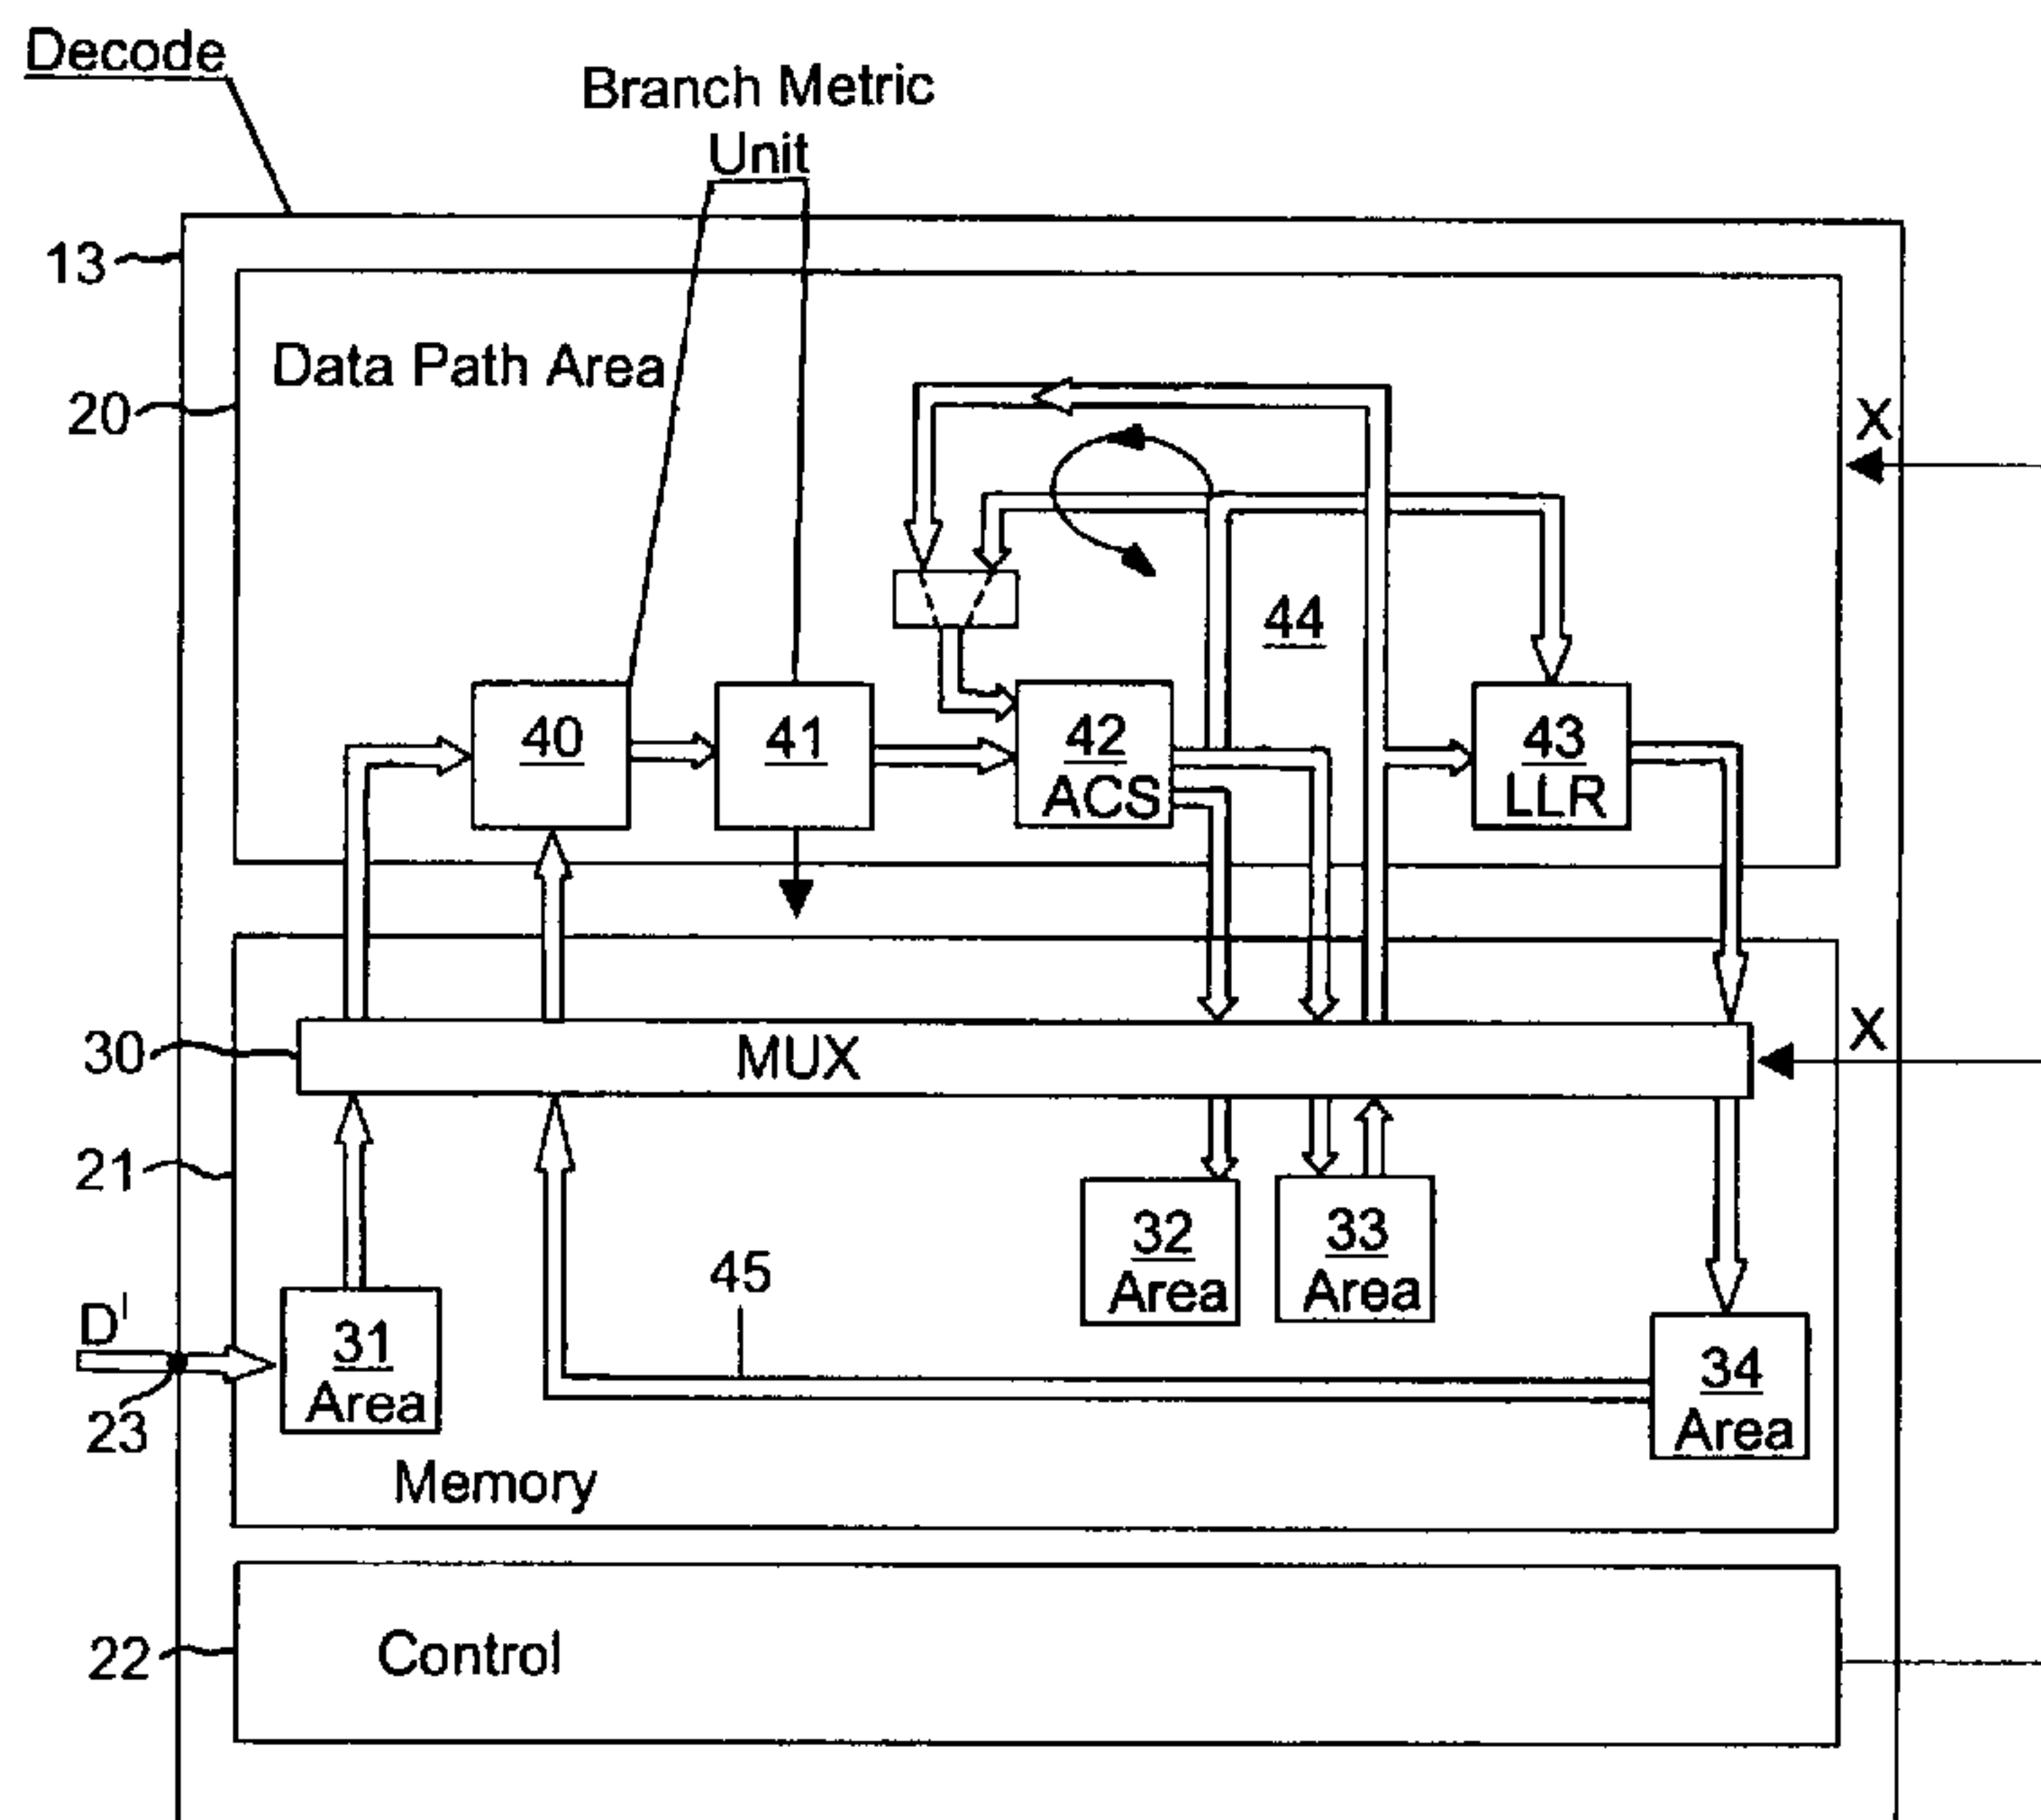 Decode
Branch Metric
Unit
13
Data Path Area
20
X
44
40
41
42
ACS
43
LLR
30
MUX
X
21
32
Area
33
Area
45
D'
31
Area
34
Area
23
Memory
22
Control